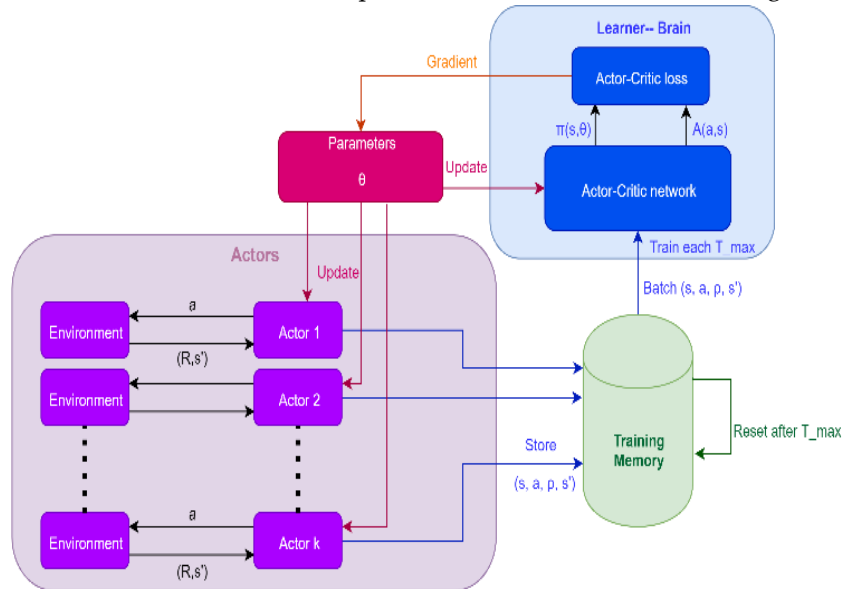 Learner-- Brain
Gradient
Actor-Critic loss
π(s,θ)
A(a,s)
Parameters
θ
Update
Actor-Critic network
Actors
Update
Train each T_max
Batch (s, a, ρ, s')
Environment
a
(R,s')
Actor 1
Environment
Actor 2
Training
Memory
Reset after T_max
Store
(s, a, ρ, s')
Environment
a
(R,s')
Actor k